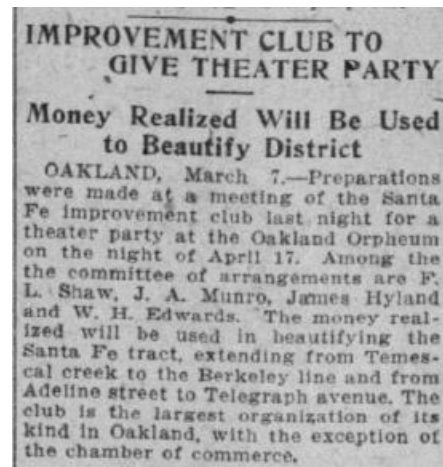 IMPROVEMENT CLUB TO
GIVE THEATER PARTY
Money Realized Will Be Used
to Beautify District
OAKLAND, March 7.—Preparations
were made at a meeting of the Santa
Fe improvement club last night for a
theater party at the Oakland Orpheum
on the night of April 17. Among the
the committee of arrangements are F.
L. Shaw, J. A. Munro, James Hyland
and W. H. Edwards. The money real-
ized will be used in beautifying the
Santa Fe tract, extending from Temes-
cal creek to the Berkeley line and from
Adeline street to Telegraph avenue. The
club is the largest organization of its
kind in Oakland, with the exception of
the chamber of commerce.